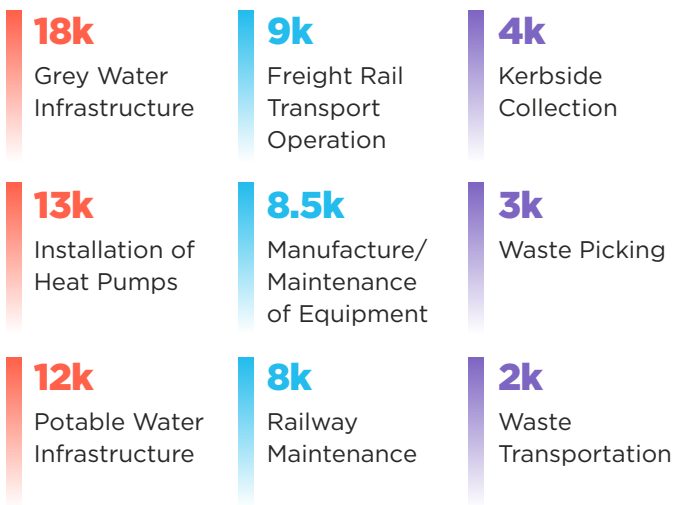 18k
Grey Water
Infrastructure
9k
Freight Rail
Transport
Operation
4k
Kerbside
Collection
13k
Installation of
Heat Pumps
8.5k
Manufacture/
Maintenance
of Equipment
3k
Waste Picking
12k
Potable Water
Infrastructure
8k
Railway
Maintenance
2k
Waste
Transportation